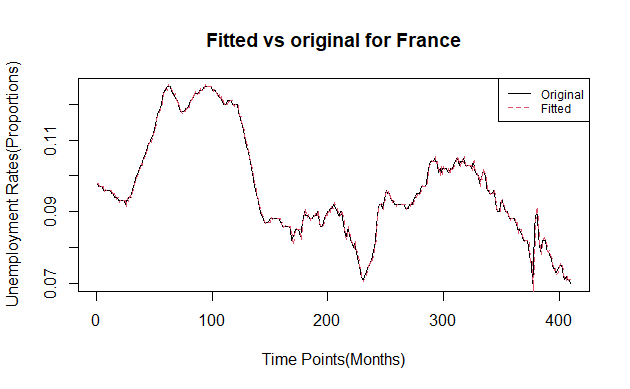 Fitted vs original for France
Original
Fitted
Unemployment Rates(Proportions)
0.11
0.09
0.07
0 100 200 300 400
Time Points(Months)